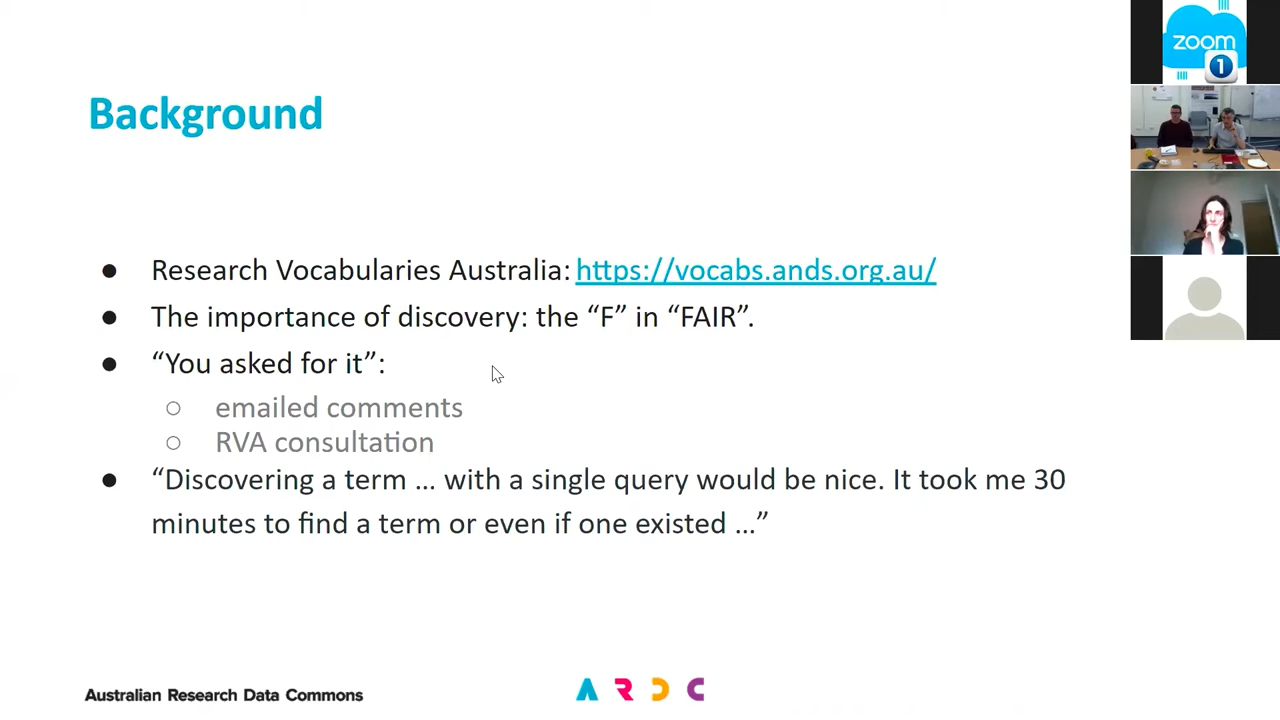 Background
● Research Vocabularies Australia: https://vocabs.ands.org.au/
● The importance of discovery: the “F” in “FAIR”.
● “You asked for it”:
○ emailed comments
○ RVA consultation
● “Discovering a term ... with a single query would be nice. It took me 30
minutes to find a term or even if one existed ...”
Australian Research Data Commons
ARDC
zoom
1